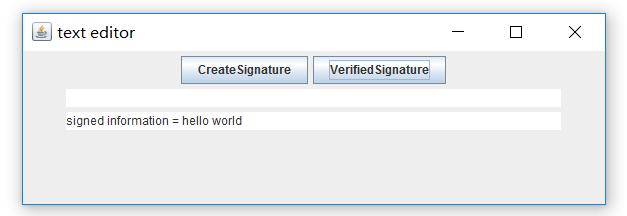 text editor
CreateSignature VerifiedSignature
signed information = hello world